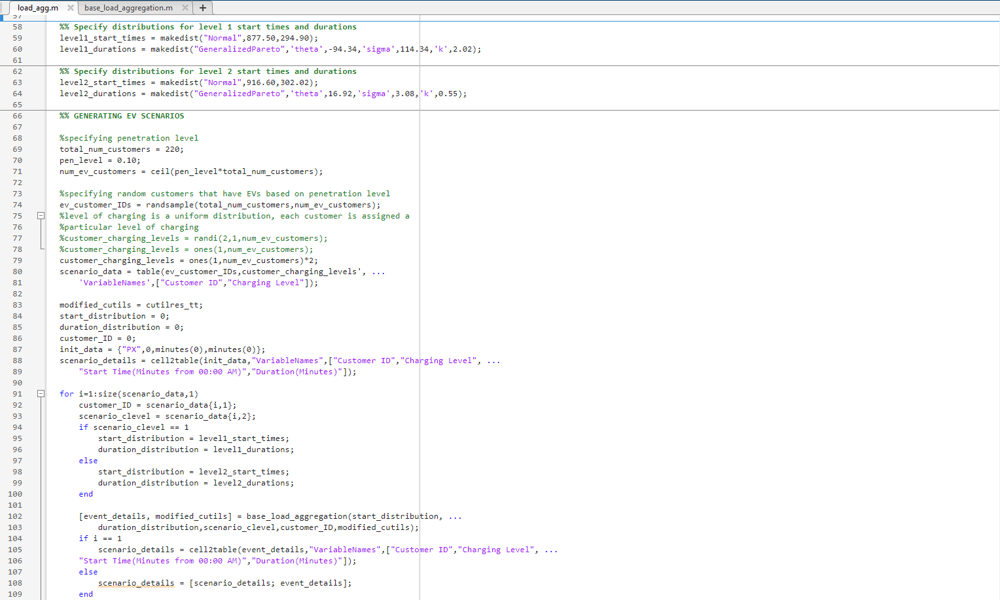 load_agg.m
base_load_aggregation.m
57
58 %% Specify distributions for level 1 start times and durations
59 level1_start_times = makedist("Normal",877.50,294.90);
60 level1_durations = makedist("GeneralizedPareto",'theta',-94.34,'sigma',114.34,'k',2.02);
61
62 %% Specify distributions for level 2 start times and durations
63 level2_start_times = makedist("Normal",916.60,302.02);
64 level2_durations = makedist("GeneralizedPareto",'theta',16.92,'sigma',3.08,'k',0.55);
65
66 %% GENERATING EV SCENARIOS
67
68 %specifying penetration level
69 total_num_customers = 220;
70 pen_level = 0.10;
71 num_ev_customers = ceil(pen_level*total_num_customers);
72
73 %specifying random customers that have EVs based on penetration level
74 ev_customer_IDs = randsample(total_num_customers,num_ev_customers);
75 %level of charging is a uniform distribution, each customer is assigned a
76 %particular level of charging
77 %customer_charging_levels = randi(2,1,num_ev_customers);
78 %customer_charging_levels = ones(1,num_ev_customers);
79 customer_charging_levels = ones(1,num_ev_customers)*2;
80 scenario_data = table(ev_customer_IDs,customer_charging_levels', ...
81 'VariableNames',["Customer ID","Charging Level"]);
82
83 modified_cutils = cutilres_tt;
84 start_distribution = 0;
85 duration_distribution = 0;
86 customer_ID = 0;
87 init_data = {"PX",0,minutes(0),minutes(0)};
88 scenario_details = cell2table(init_data,"VariableNames",["Customer ID","Charging Level", ...
89 "Start Time(Minutes from 00:00 AM)","Duration(Minutes)"]);
90
91 for i=1:size(scenario_data,1)
92 customer_ID = scenario_data{i,1};
93 scenario_clevel = scenario_data{i,2};
94 if scenario_clevel == 1
95 start_distribution = level1_start_times;
96 duration_distribution = level1_durations;
97 else
98 start_distribution = level2_start_times;
99 duration_distribution = level2_durations;
100 end
101
102 [event_details, modified_cutils] = base_load_aggregation(start_distribution, ...
103 duration_distribution,scenario_clevel,customer_ID,modified_cutils);
104 if i == 1
105 scenario_details = cell2table(event_details,"VariableNames",["Customer ID","Charging Level", ...
106 "Start Time(Minutes from 00:00 AM)","Duration(Minutes)"]);
107 else
108 scenario_details = [scenario_details; event_details];
109 end